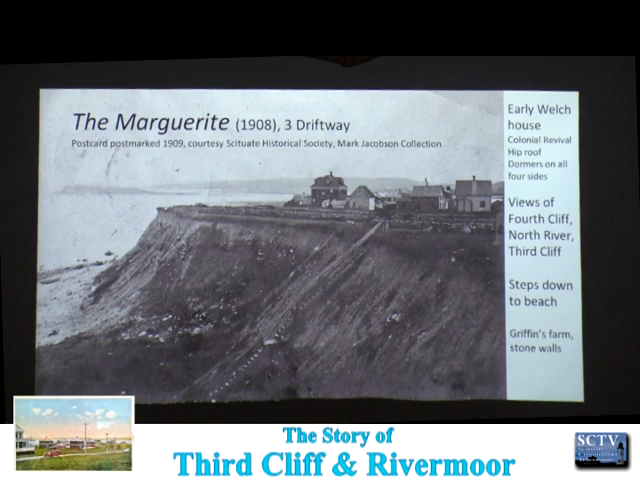 The Marguerite (1908), 3 Driftway
Postcard postmarked 1909, courtesy Scituate Historical Society, Mark Jacobson Collection
Early Welch
house
Colonial Revival
Hip roof
Dormers on all
four sides
Views of
Fourth Cliff,
North River,
Third Cliff
Steps down
to beach
Griffin's farm,
stone walls
The Story of
Third Cliff & Rivermoor
SCTV